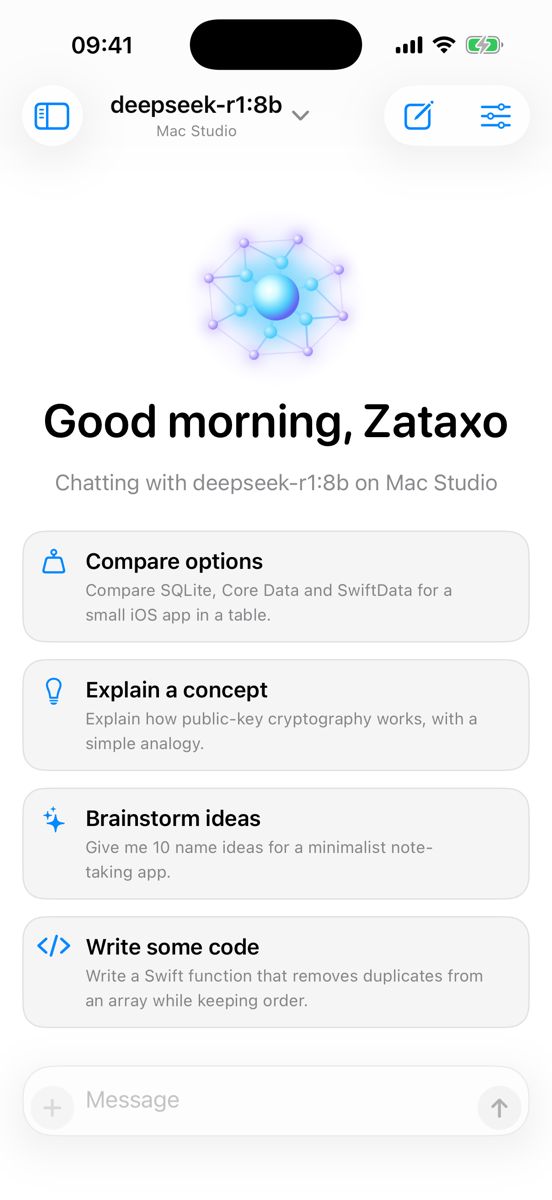 09:41
deepseek-r1:8b
Mac Studio
Good morning, Zataxo
Chatting with deepseek-r1:8b on Mac Studio
Compare options
Compare SQLite, Core Data and SwiftData for a
small iOS app in a table.
Explain a concept
Explain how public-key cryptography works, with a
simple analogy.
Brainstorm ideas
Give me 10 name ideas for a minimalist note-
taking app.
Write some code
Write a Swift function that removes duplicates from
an array while keeping order.
Message